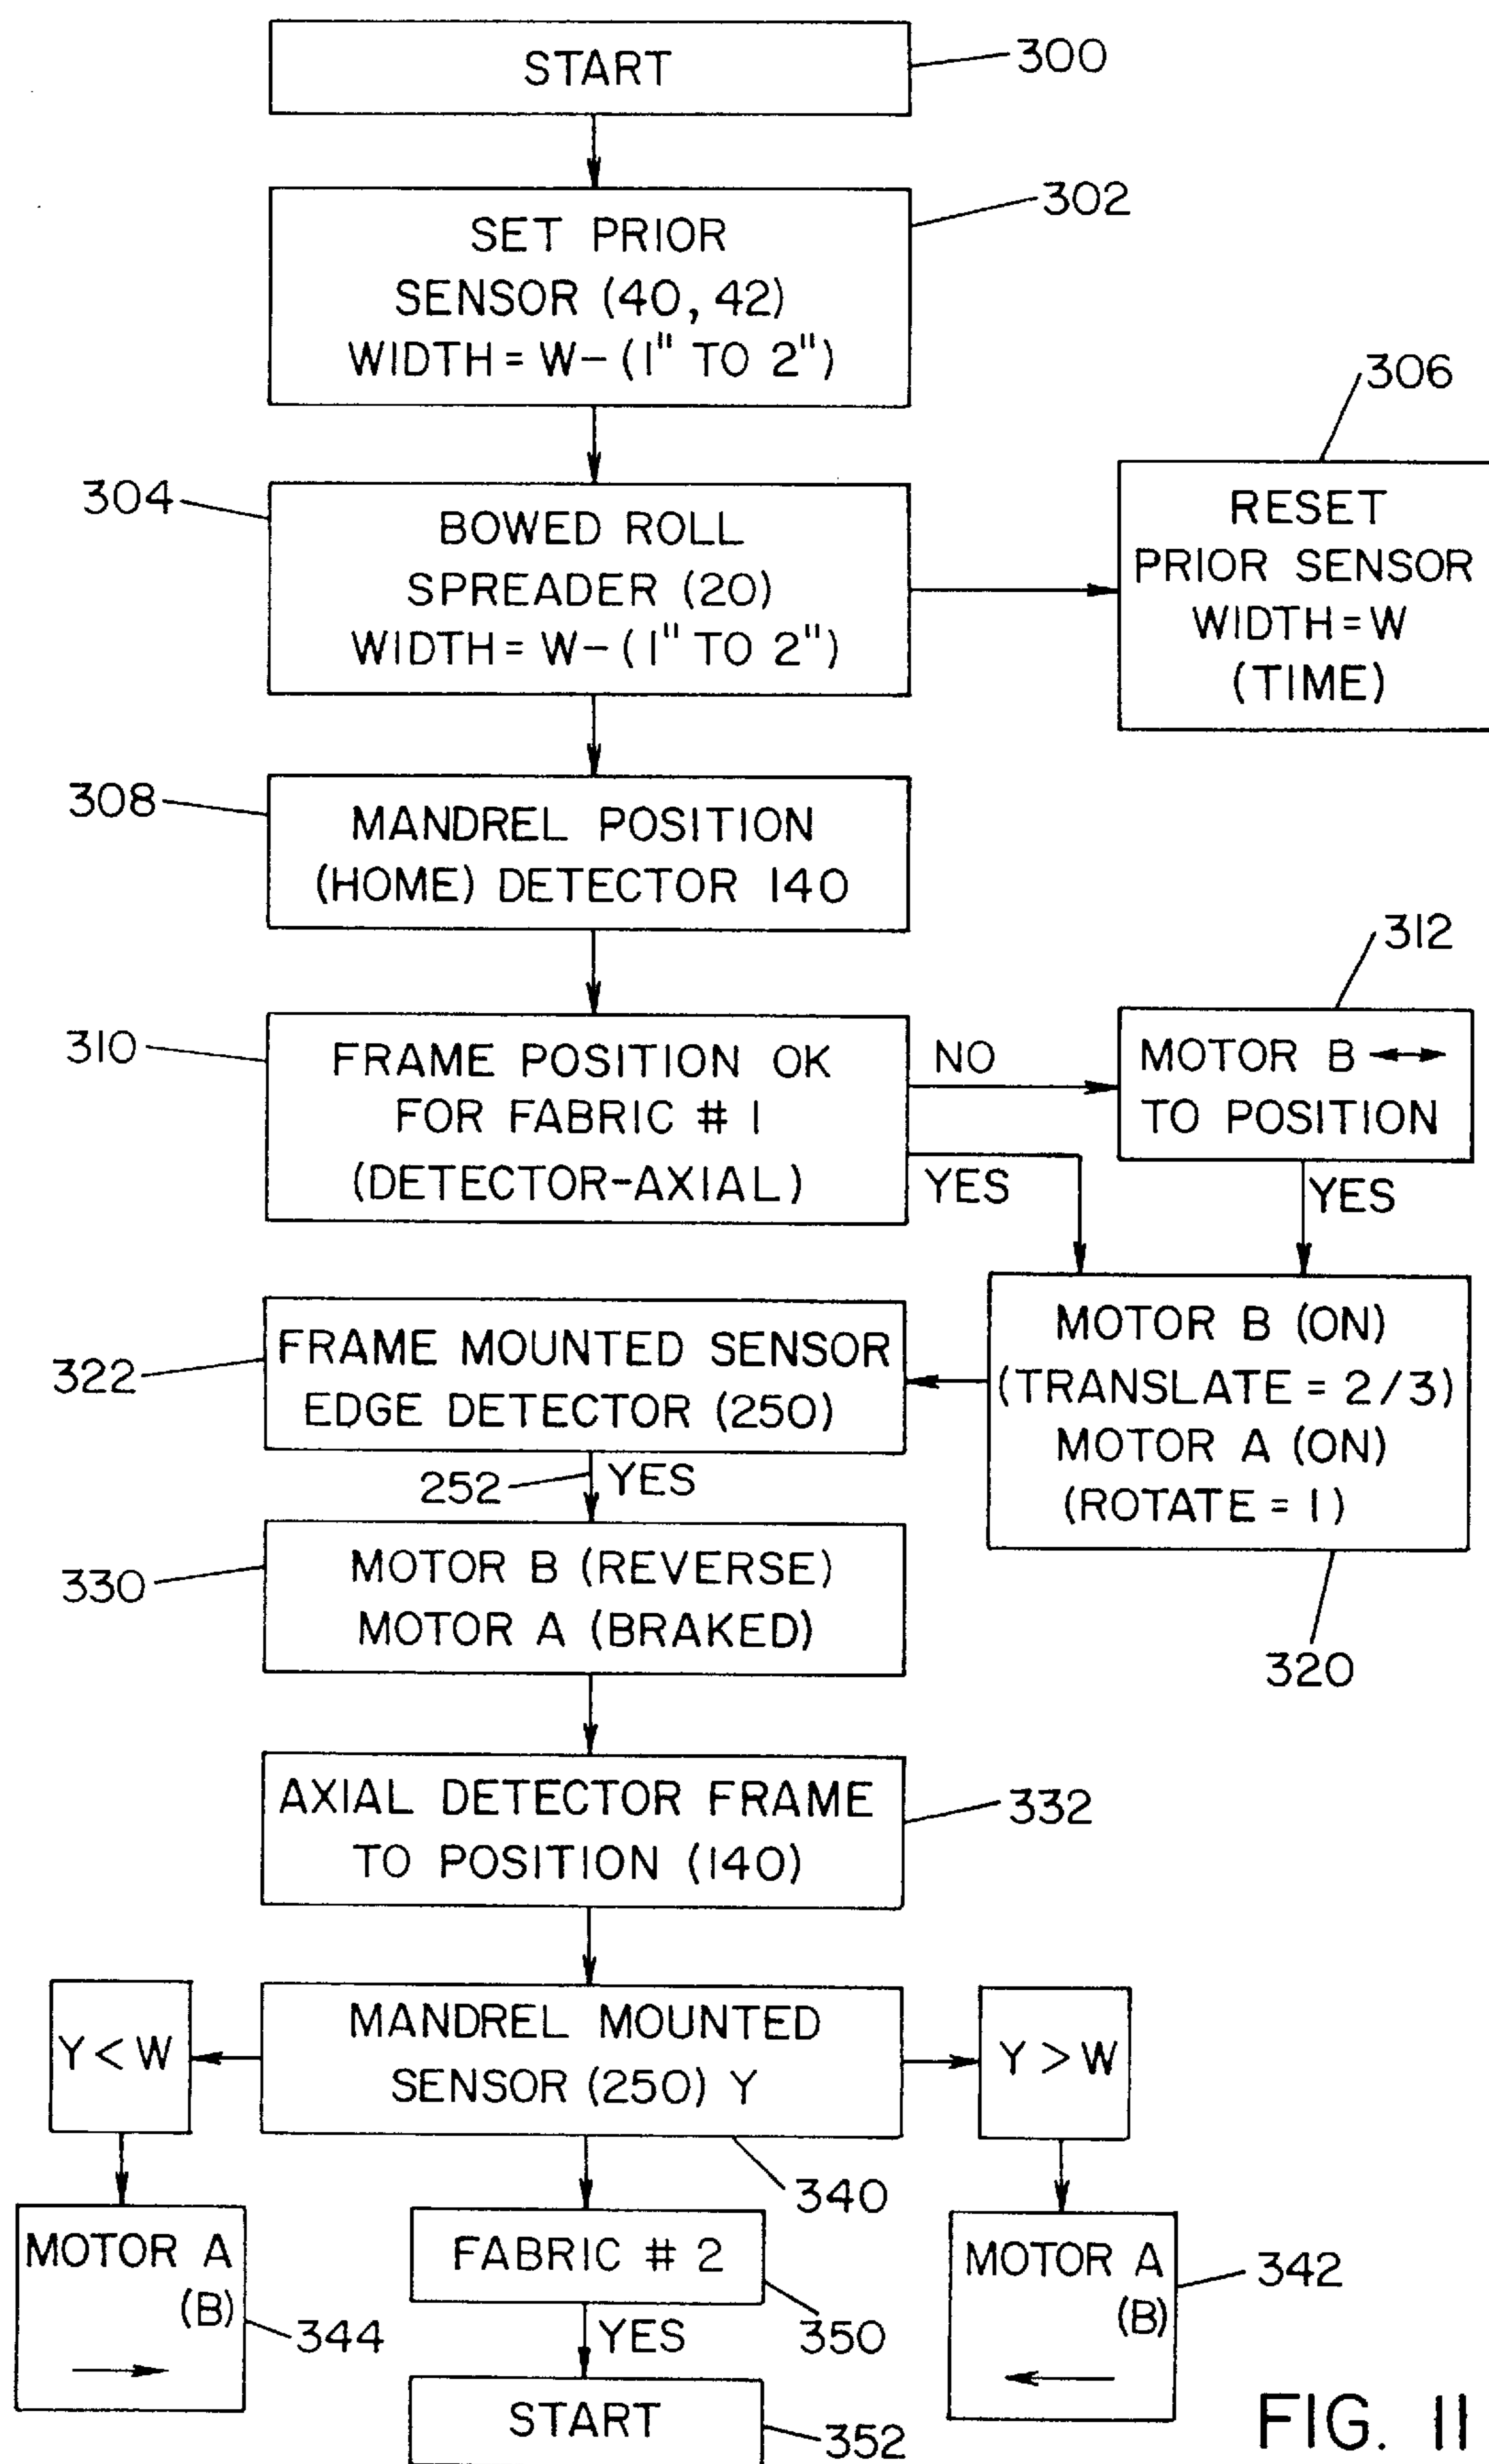 START
300
302
SET PRIOR
SENSOR (40, 42)
WIDTH = W - (1" TO 2")
306
304
BOWED ROLL
SPREADER (20)
WIDTH = W - (1" TO 2")
RESET
PRIOR SENSOR
WIDTH = W
(TIME)
308
MANDREL POSITION
(HOME) DETECTOR 140
312
310
FRAME POSITION OK
FOR FABRIC # 1
(DETECTOR-AXIAL)
NO
YES
MOTOR B ↔
TO POSITION
YES
322
FRAME MOUNTED SENSOR
EDGE DETECTOR (250)
MOTOR B (ON)
(TRANSLATE = 2/3)
MOTOR A (ON)
(ROTATE = 1)
320
252
YES
330
MOTOR B (REVERSE)
MOTOR A (BRAKED)
AXIAL DETECTOR FRAME
TO POSITION (140)
332
Y < W
MANDREL MOUNTED
SENSOR (250) Y
Y > W
340
MOTOR A
(B)
→
344
FABRIC # 2
350
MOTOR A
(B)
←
342
YES
START
352
FIG. 11